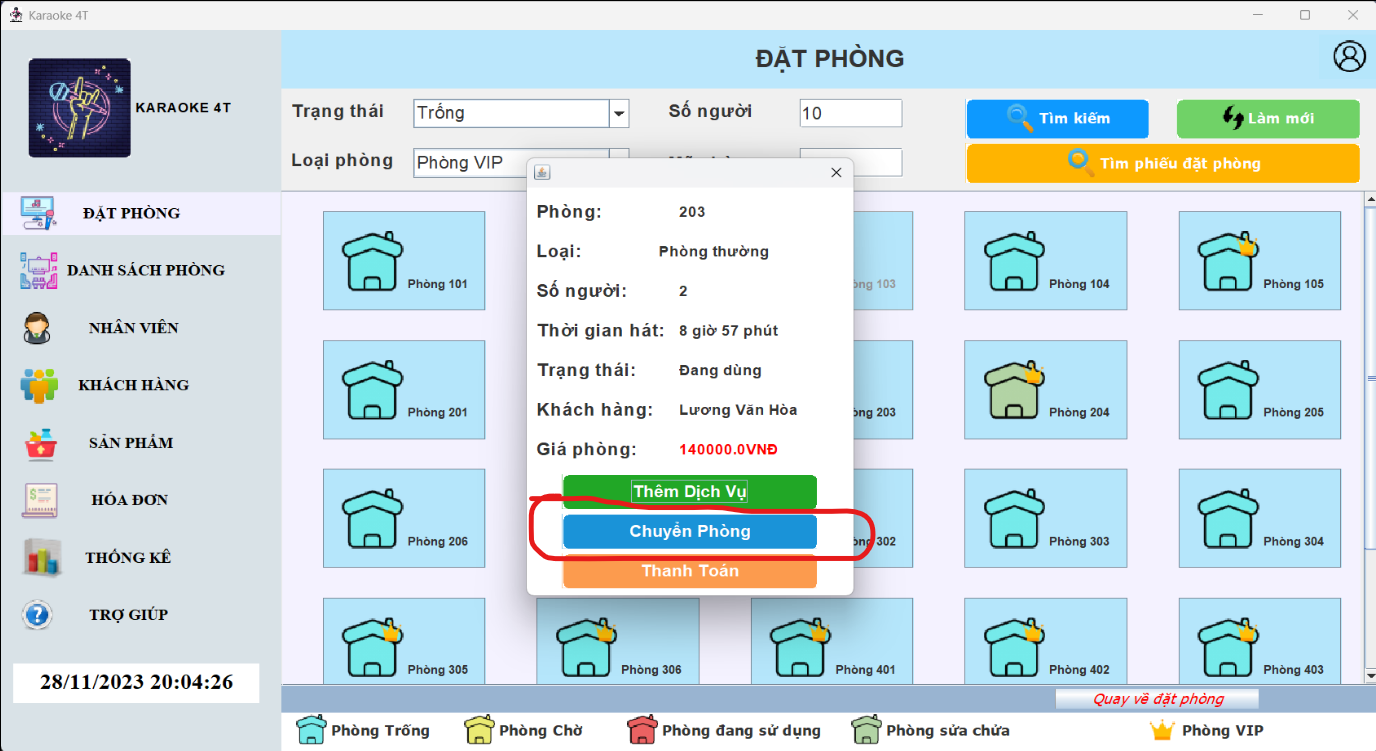 Karaoke 4T
KARAOKE 4T
ĐẶT PHÒNG
DANH SÁCH PHÒNG
NHÂN VIÊN
KHÁCH HÀNG
SẢN PHẨM
HÓA ĐƠN
THỐNG KÊ
TRỢ GIÚP
28/11/2023 20:04:26
ĐẶT PHÒNG
Trạng thái Trống Số người 10 Tìm kiếm Làm mới
Loại phòng Phòng VIP Tìm phiếu đặt phòng
Phòng: 203
Loại: Phòng thường
Số người: 2
Thời gian hát: 8 giờ 57 phút
Trạng thái: Đang dùng
Khách hàng: Lương Văn Hòa
Giá phòng: 140000.0VNĐ
Thêm Dịch Vụ
Chuyển Phòng
Thanh Toán
Phòng 101 òng 103 Phòng 104 Phòng 105
Phòng 201 òng 203 Phòng 204 Phòng 205
Phòng 206 òng 302 Phòng 303 Phòng 304
Phòng 305 Phòng 306 Phòng 401 Phòng 402 Phòng 403
Quay về đặt phòng
Phòng Trống Phòng Chờ Phòng đang sử dụng Phòng sửa chữa Phòng VIP